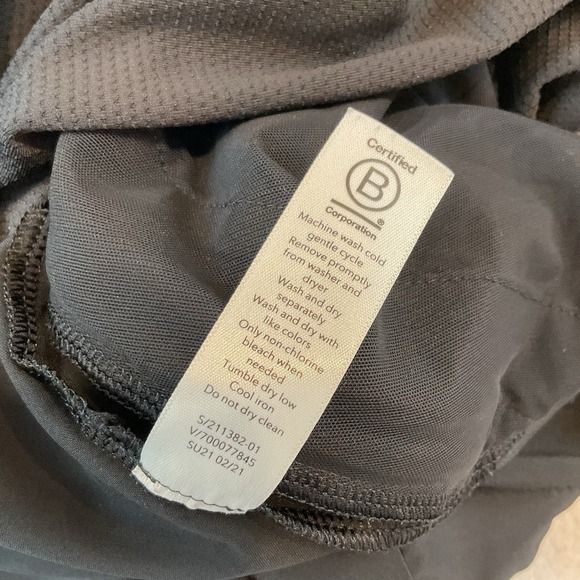 Certified
B
®
Corporation
Machine wash cold
gentle cycle
Remove promptly
from washer and
dryer
Wash and dry
separately
Wash and dry with
like colors
Only non-chlorine
bleach when
needed
Tumble dry low
Cool iron
Do not dry clean
S/211382-01
V/700077845
SU21 02/21